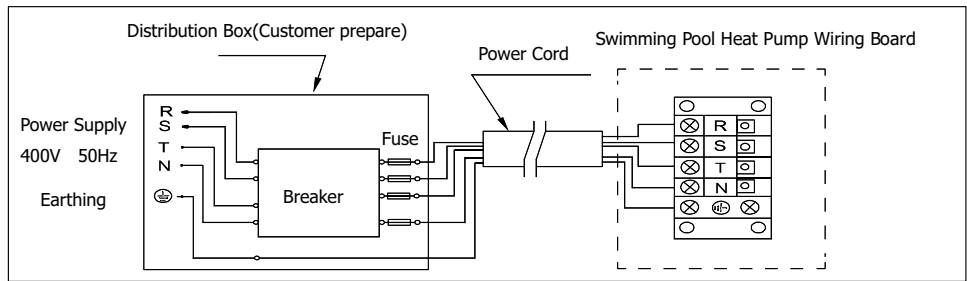 Distribution Box(Customer prepare)
Power Cord
Swimming Pool Heat Pump Wiring Board
Power Supply
400V 50Hz
Earthing
R
S
T
N
Breaker
Fuse
R
S
T
N